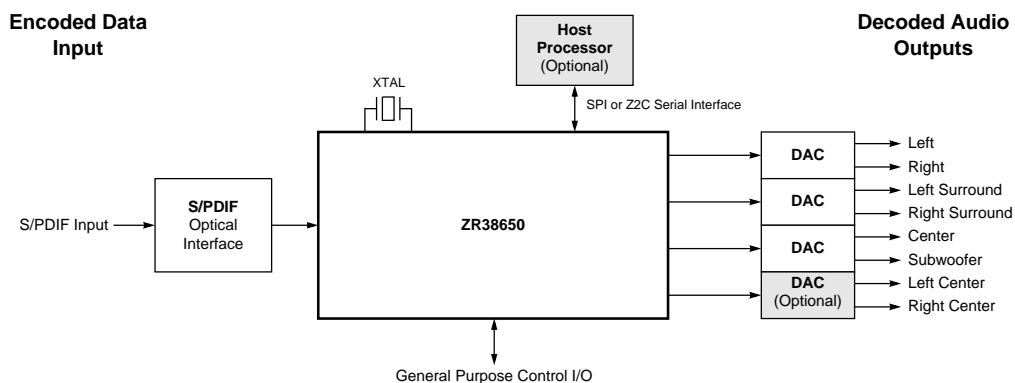 Encoded Data
Input
Host
Processor
(Optional)
Decoded Audio
Outputs
XTAL
SPI or Z2C Serial Interface
S/PDIF Input
S/PDIF
Optical
Interface
ZR38650
DAC
Left
Right
DAC
Left Surround
Right Surround
DAC
Center
Subwoofer
DAC
(Optional)
Left Center
Right Center
General Purpose Control I/O